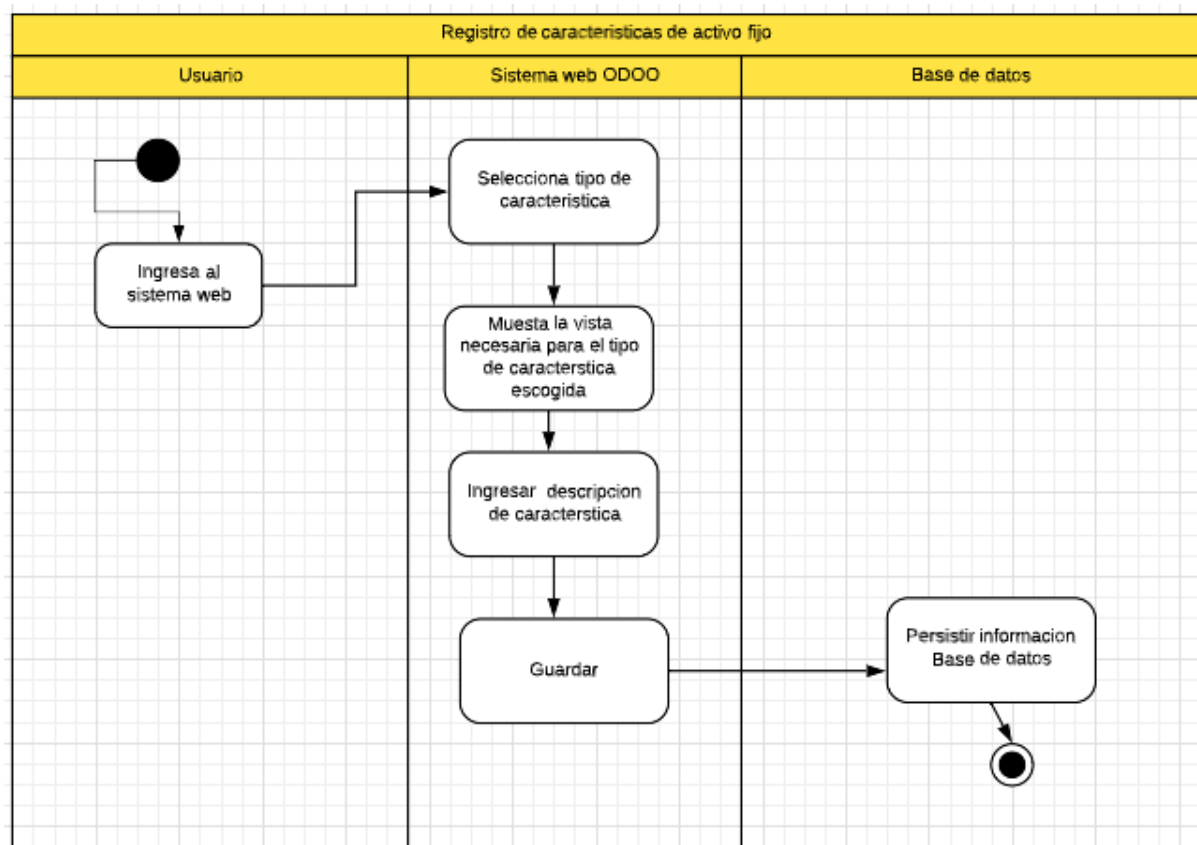 Registro de caracteristicas de activo fijo
Usuario
Sistema web ODOO
Base de datos
Ingresa al
sistema web
Selecciona tipo de
caracteristica
Muesta la vista
necesaria para el tipo
de caracterstica
escogida
Ingresar descripcion
de caracterstica
Guardar
Persistir informacion
Base de datos